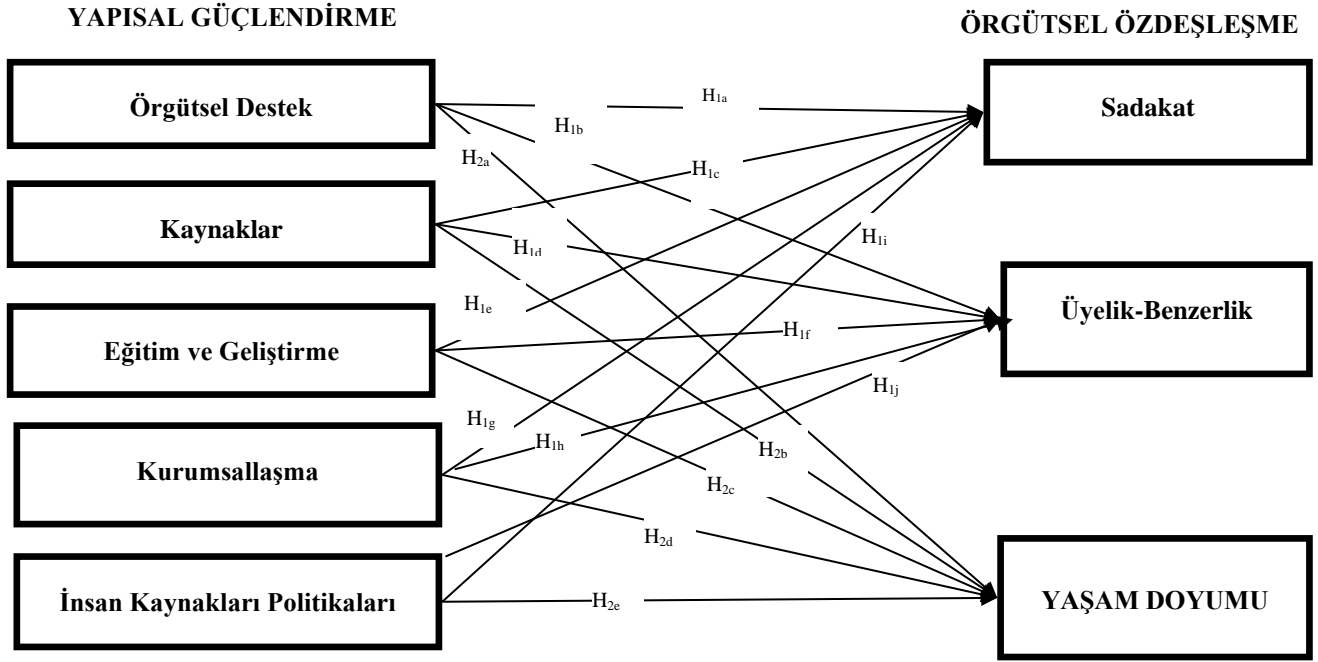 YAPISAL GÜÇLENDİRME
ÖRGÜTSEL ÖZDEŞLEŞME
Örgütsel Destek
Sadakat
H1a
H1b
H2a
H1c
Kaynaklar
H1i
H1d
H1e
Üyelik-Benzerlik
Eğitim ve Geliştirme
H1f
H1j
H1g
H1h
H2b
Kurumsallaşma
H2c
H2d
İnsan Kaynakları Politikaları
H2e
YAŞAM DOYUMU